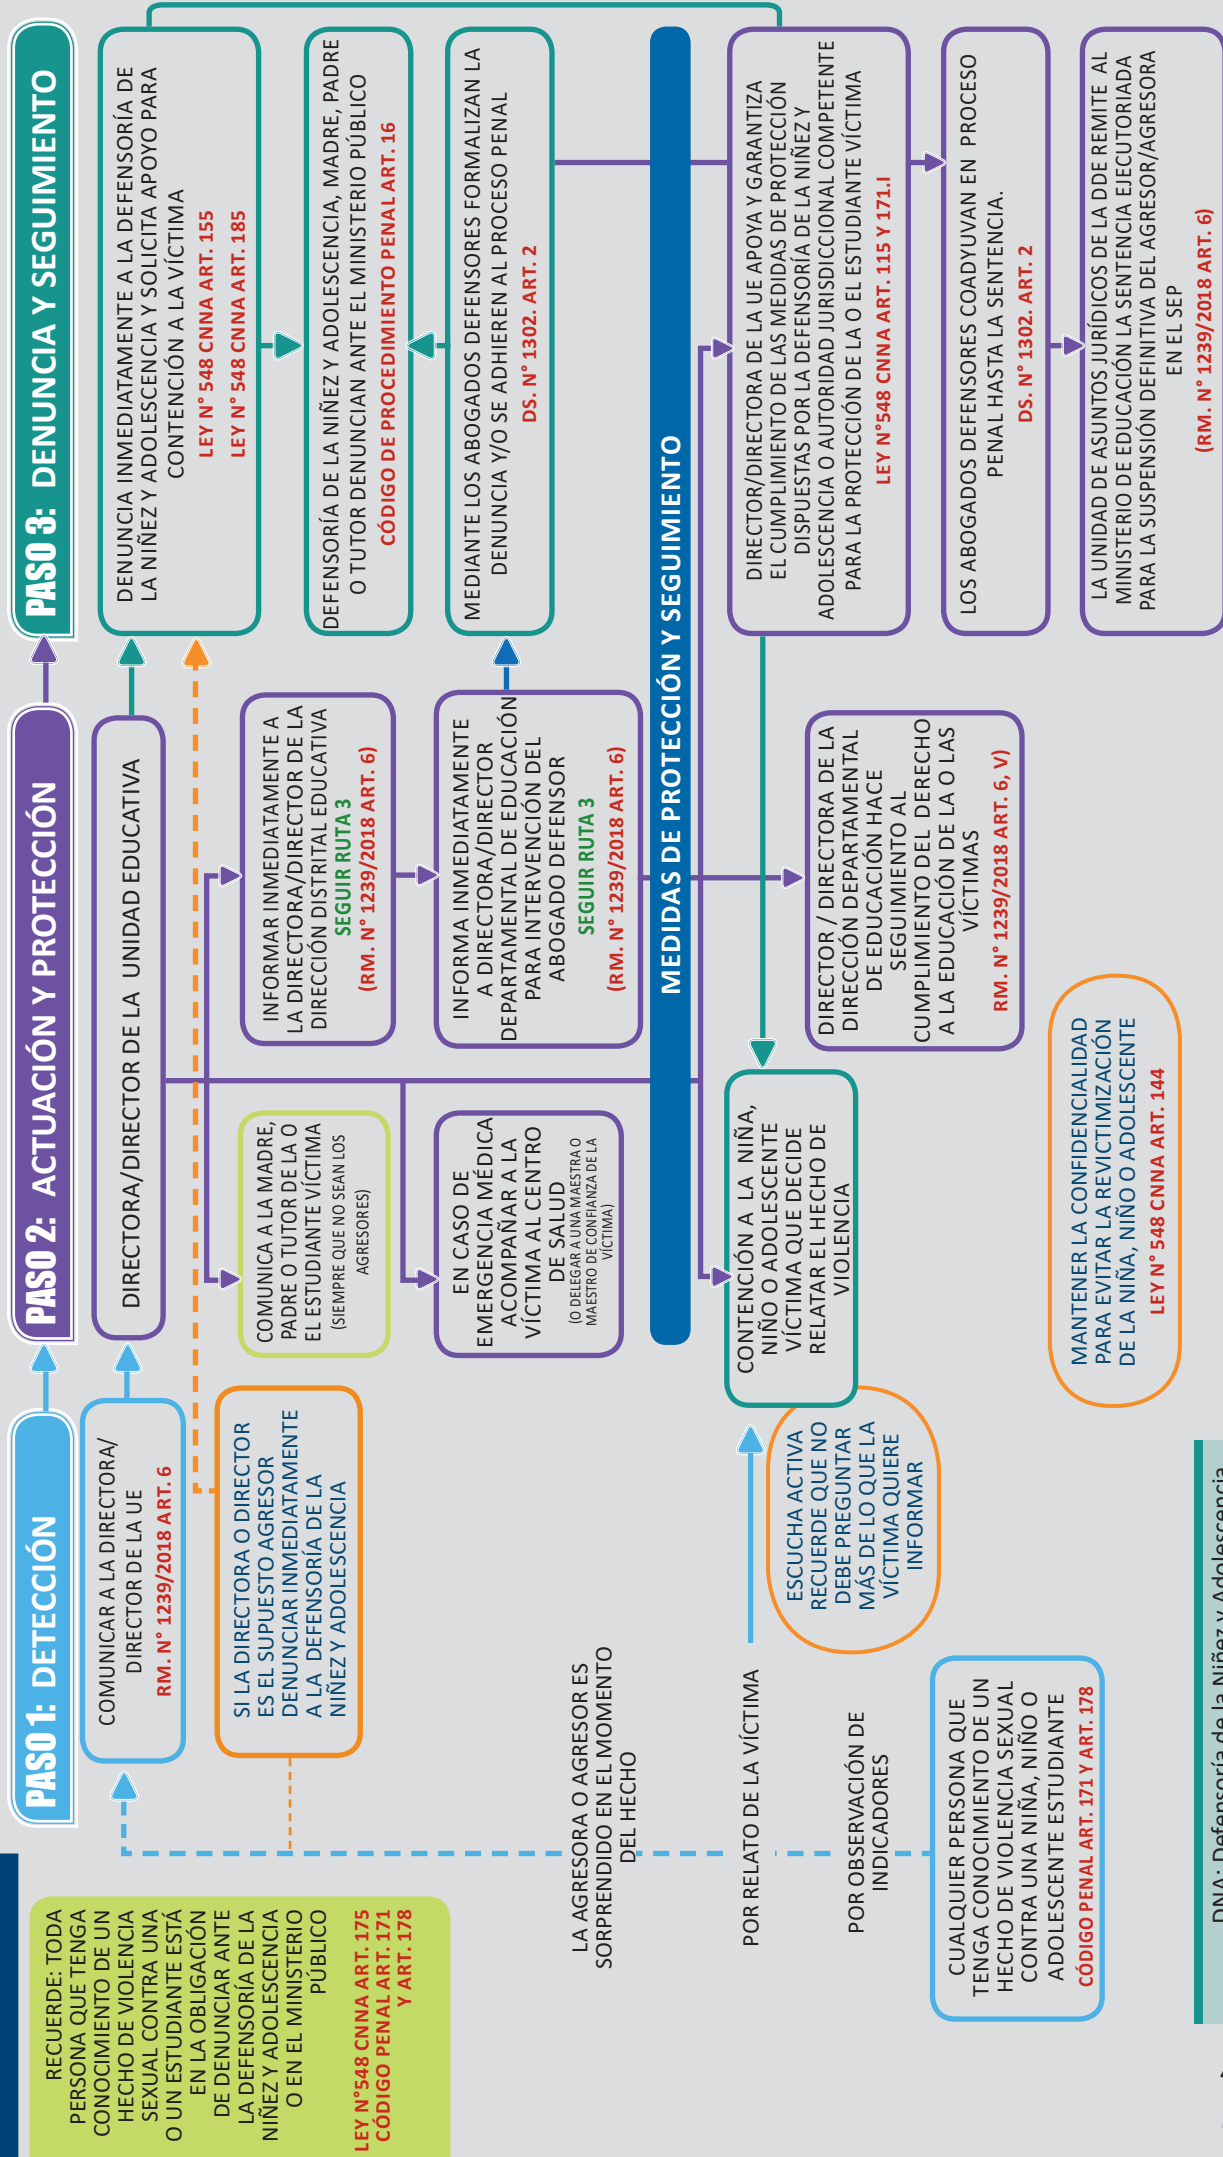 RECUERDE: TODA
PERSONA QUE TENGA
CONOCIMIENTO DE UN
HECHO DE VIOLENCIA
SEXUAL CONTRA UNA
O UN ESTUDIANTE ESTÁ
EN LA OBLIGACIÓN
DE DENUNCIAR ANTE
LA DEFENSORÍA DE LA
NIÑEZ Y ADOLESCENCIA
O EN EL MINISTERIO
PÚBLICO
LEY N°548 CNNA ART. 175
CÓDIGO PENAL ART. 171
Y ART. 178
PASO 1: DETECCIÓN
COMUNICAR A LA DIRECTORA/
DIRECTOR DE LA UE
RM. N° 1239/2018 ART. 6
SI LA DIRECTORA O DIRECTOR
ES EL SUPUESTO AGRESOR
DENUNCIAR INMEDIATAMENTE
A LA DEFENSORÍA DE LA
NIÑEZ Y ADOLESCENCIA
LA AGRESORA O AGRESOR ES
SORPRENDIDO EN EL MOMENTO
DEL HECHO
POR RELATO DE LA VÍCTIMA
POR OBSERVACIÓN DE
INDICADORES
CUALQUIER PERSONA QUE
TENGA CONOCIMIENTO DE UN
HECHO DE VIOLENCIA SEXUAL
CONTRA UNA NIÑA, NIÑO O
ADOLESCENTE ESTUDIANTE
CÓDIGO PENAL ART. 171 Y ART. 178
ESCUCHA ACTIVA
RECUERDE QUE NO
DEBE PREGUNTAR
MÁS DE LO QUE LA
VÍCTIMA QUIERE
INFORMAR
PASO 2: ACTUACIÓN Y PROTECCIÓN
DIRECTORA/DIRECTOR DE LA UNIDAD EDUCATIVA
COMUNICA A LA MADRE,
PADRE O TUTOR DE LA O
EL ESTUDIANTE VÍCTIMA
(SIEMPRE QUE NO SEAN LOS
AGRESORES)
INFORMAR INMEDIATAMENTE A
LA DIRECTORA/DIRECTOR DE LA
DIRECCIÓN DISTRITAL EDUCATIVA
SEGUIR RUTA 3
(RM. N° 1239/2018 ART. 6)
EN CASO DE
EMERGENCIA MÉDICA
ACOMPAÑAR A LA
VÍCTIMA AL CENTRO
DE SALUD
(O DELEGAR A UNA MAESTRA O
MAESTRO DE CONFIANZA DE LA
VÍCTIMA)
INFORMA INMEDIATAMENTE
A DIRECTORA/DIRECTOR
DEPARTAMENTAL DE EDUCACIÓN
PARA INTERVENCIÓN DEL
ABOGADO DEFENSOR
SEGUIR RUTA 3
(RM. N° 1239/2018 ART. 6)
PASO 3: DENUNCIA Y SEGUIMIENTO
DENUNCIA INMEDIATAMENTE A LA DEFENSORÍA DE
LA NIÑEZ Y ADOLESCENCIA Y SOLICITA APOYO PARA
CONTENCIÓN A LA VÍCTIMA
LEY N° 548 CNNA ART. 155
LEY N° 548 CNNA ART. 185
DEFENSORÍA DE LA NIÑEZ Y ADOLESCENCIA, MADRE, PADRE
O TUTOR DENUNCIAN ANTE EL MINISTERIO PÚBLICO
CÓDIGO DE PROCEDIMIENTO PENAL ART. 16
MEDIANTE LOS ABOGADOS DEFENSORES FORMALIZAN LA
DENUNCIA Y/O SE ADHIEREN AL PROCESO PENAL
DS. N° 1302. ART. 2
MEDIDAS DE PROTECCIÓN Y SEGUIMIENTO
CONTENCIÓN A LA NIÑA,
NIÑO O ADOLESCENTE
VÍCTIMA QUE DECIDE
RELATAR EL HECHO DE
VIOLENCIA
DIRECTOR / DIRECTORA DE LA
DIRECCIÓN DEPARTAMENTAL
DE EDUCACIÓN HACE
SEGUIMIENTO AL
CUMPLIMIENTO DEL DERECHO
A LA EDUCACIÓN DE LA O LAS
VÍCTIMAS
RM. N° 1239/2018 ART. 6, V)
DIRECTOR/DIRECTORA DE LA UE APOYA Y GARANTIZA
EL CUMPLIMIENTO DE LAS MEDIDAS DE PROTECCIÓN
DISPUESTAS POR LA DEFENSORÍA DE LA NIÑEZ Y
ADOLESCENCIA O AUTORIDAD JURISDICCIONAL COMPETENTE
PARA LA PROTECCIÓN DE LA O EL ESTUDIANTE VÍCTIMA
LEY N°548 CNNA ART. 115 Y 171.I
LOS ABOGADOS DEFENSORES COADYUVAN EN PROCESO
PENAL HASTA LA SENTENCIA.
DS. N° 1302. ART. 2
LA UNIDAD DE ASUNTOS JURÍDICOS DE LA DDE REMITE AL
MINISTERIO DE EDUCACIÓN LA SENTENCIA EJECUTORIADA
PARA LA SUSPENSIÓN DEFINITIVA DEL AGRESOR/AGRESORA
EN EL SEP
(RM. N° 1239/2018 ART. 6)
MANTENER LA CONFIDENCIALIDAD
PARA EVITAR LA REVICTIMIZACIÓN
DE LA NIÑA, NIÑO O ADOLESCENTE
LEY N° 548 CNNA ART. 144
DNA: Defensoría de la Niñez y Adolescencia